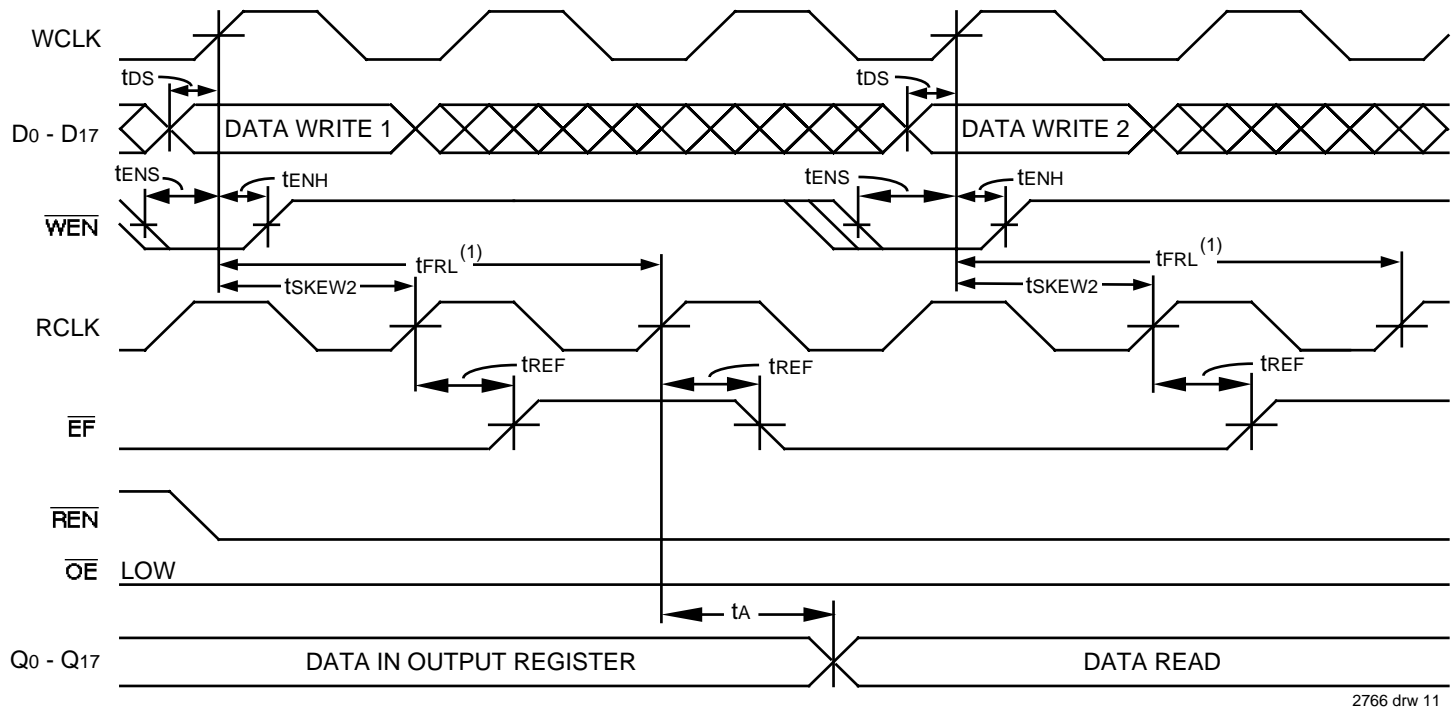 WCLK
tDS tDS
D0 - D17 DATA WRITE 1 DATA WRITE 2
tENS tENH tENS tENH
WEN
tFRL (1) tFRL (1)
tSKEW2 tSKEW2
RCLK
tREF tREF tREF
EF
REN
OE LOW
tA
Q0 - Q17 DATA IN OUTPUT REGISTER DATA READ
2766 drw 11